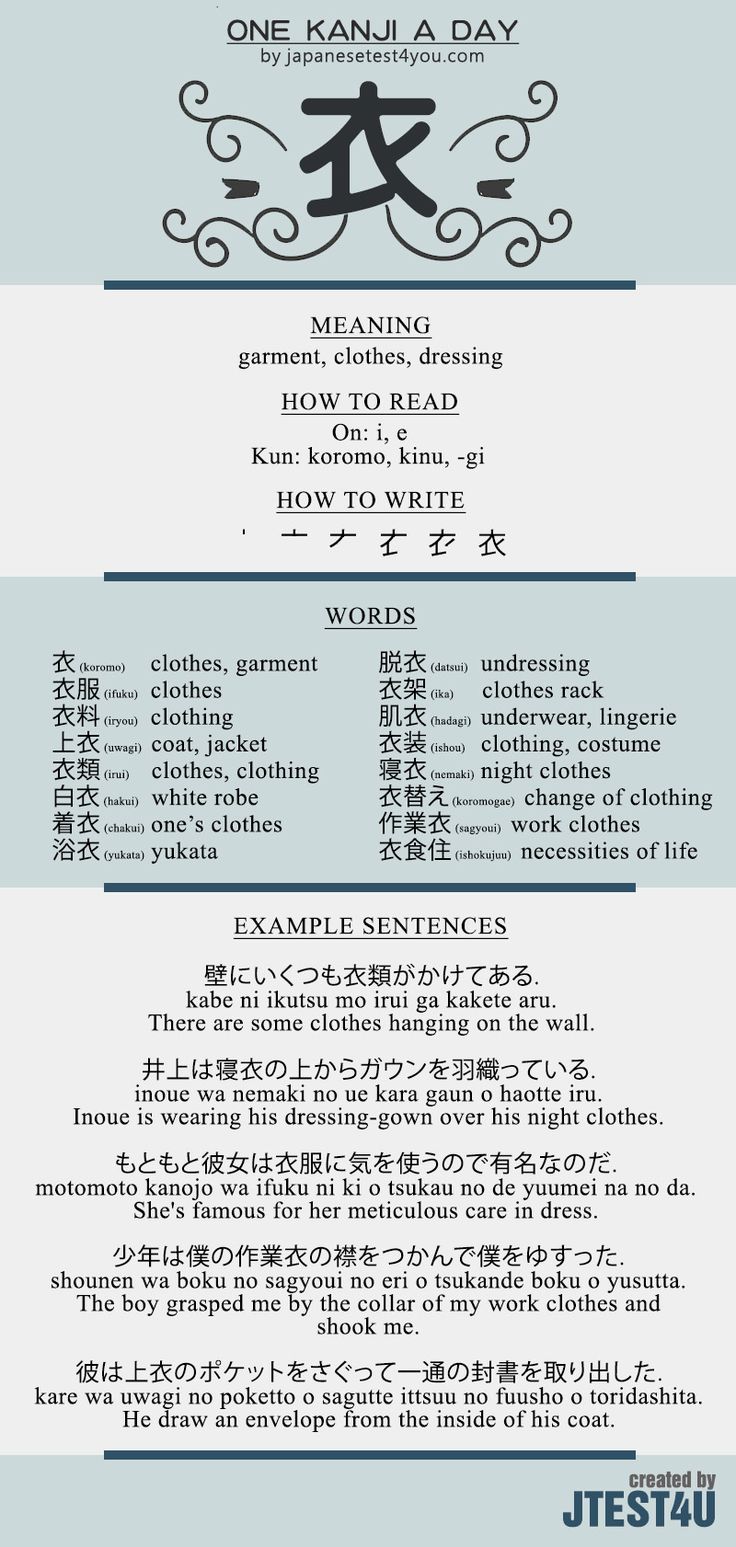 ONE KANJI A DAY
by japanesetest4you.com
衣
MEANING
garment, clothes, dressing
HOW TO READ
On: i, e
Kun: koromo, kinu, -gi
HOW TO WRITE
衣
WORDS
衣 (koromo) clothes, garment
衣服 (ifuku) clothes
衣料 (iryou) clothing
上衣 (uwagi) coat, jacket
衣類 (irui) clothes, clothing
白衣 (hakui) white robe
着衣 (chakui) one’s clothes
浴衣 (yukata) yukata
脱衣 (datsui) undressing
衣架 (ika) clothes rack
肌衣 (hadagi) underwear, lingerie
衣装 (ishou) clothing, costume
寝衣 (nemaki) night clothes
衣替え (koromogae) change of clothing
作業衣 (sagyoui) work clothes
衣食住 (ishokujuu) necessities of life
EXAMPLE SENTENCES
壁にいくつも衣類がかけてある.
kabe ni ikutsu mo irui ga kakete aru.
There are some clothes hanging on the wall.
井上は寝衣の上からガウンを羽織っている.
inoue wa nemaki no ue kara gaun o haotte iru.
Inoue is wearing his dressing-gown over his night clothes.
もともと彼女は衣服に気を使うので有名なのだ.
motomoto kanojo wa ifuku ni ki o tsukau no de yuumei na no da.
She's famous for her meticulous care in dress.
少年は僕の作業衣の襟をつかんで僕をゆすった.
shounen wa boku no sagyoui no eri o tsukande boku o yusutta.
The boy grasped me by the collar of my work clothes and
shook me.
彼は上衣のポケットをさぐって一通の封書を取り出した.
kare wa uwagi no poketto o sagutte ittsuu no fuusho o toridashita.
He draw an envelope from the inside of his coat.
created by
JTEST4U